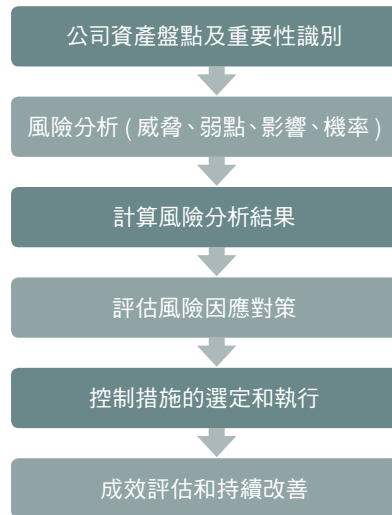 公司資產盤點及重要性識別
風險分析 ( 威脅、弱點、影響、機率 )
計算風險分析結果
評估風險因應對策
控制措施的選定和執行
成效評估和持續改善